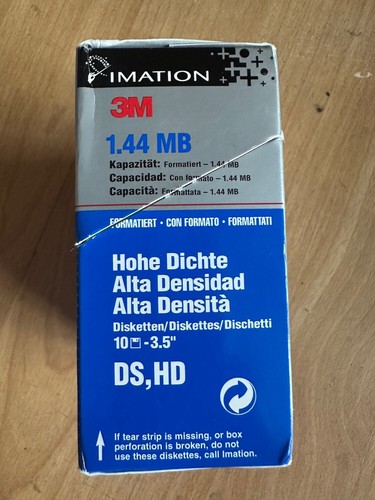 IMATION
3M
1.44 MB
Kapazität: Formatiert – 1.44 MB
Capacidad: Con formato – 1.44 MB
Capacità: Formattata – 1.44 MB
FORMATIERT • CON FORMATO • FORMATTATI
Hohe Dichte
Alta Densidad
Alta Densità
Disketten/Diskettes/Dischetti
10 -3.5"
DS,HD
If tear strip is missing, or box
perforation is broken, do not
use these diskettes, call Imation.